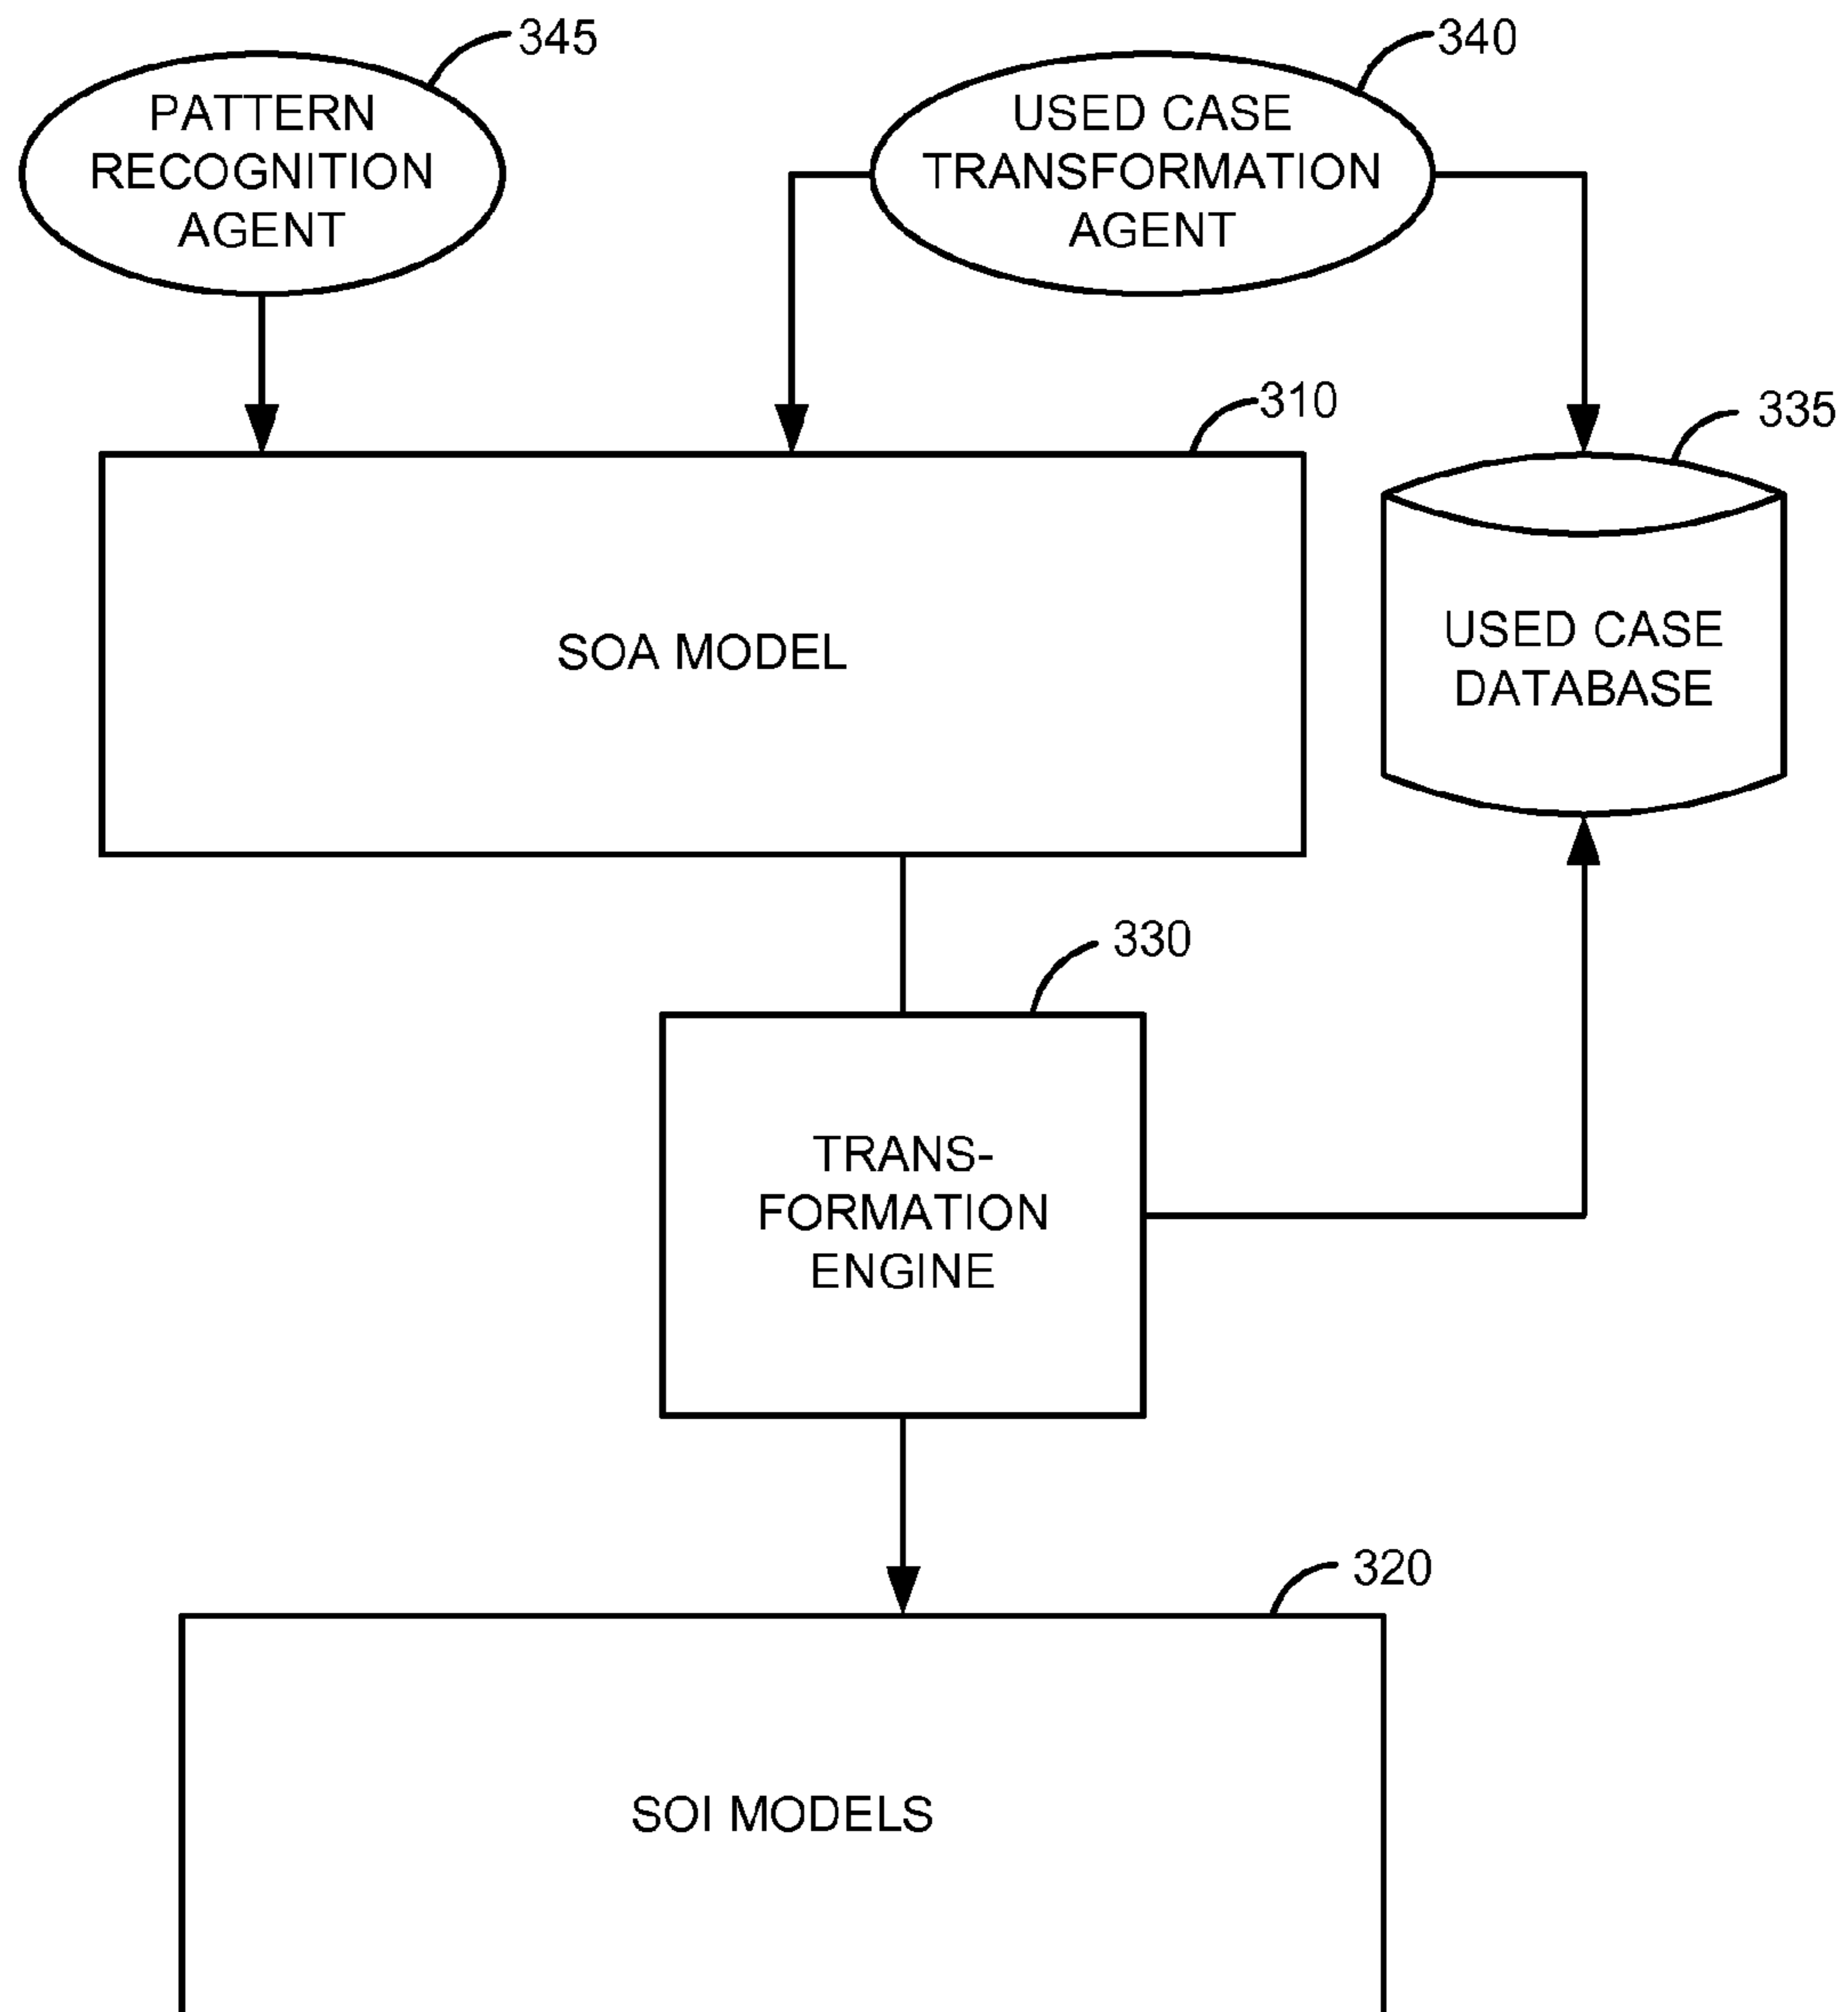 345
340
PATTERN
RECOGNITION
AGENT
USED CASE
TRANSFORMATION
AGENT
310
335
SOA MODEL
USED CASE
DATABASE
330
TRANS-
FORMATION
ENGINE
320
SOI MODELS